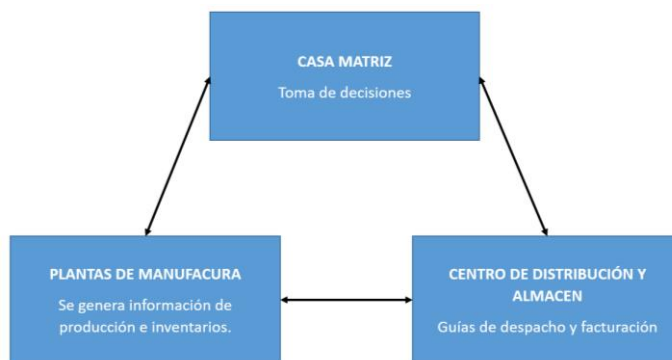 CASA MATRIZ
Toma de decisiones
PLANTAS DE MANUFACURA
Se genera información de
producción e inventarios.
CENTRO DE DISTRIBUCIÓN Y
ALMACEN
Guías de despacho y facturación